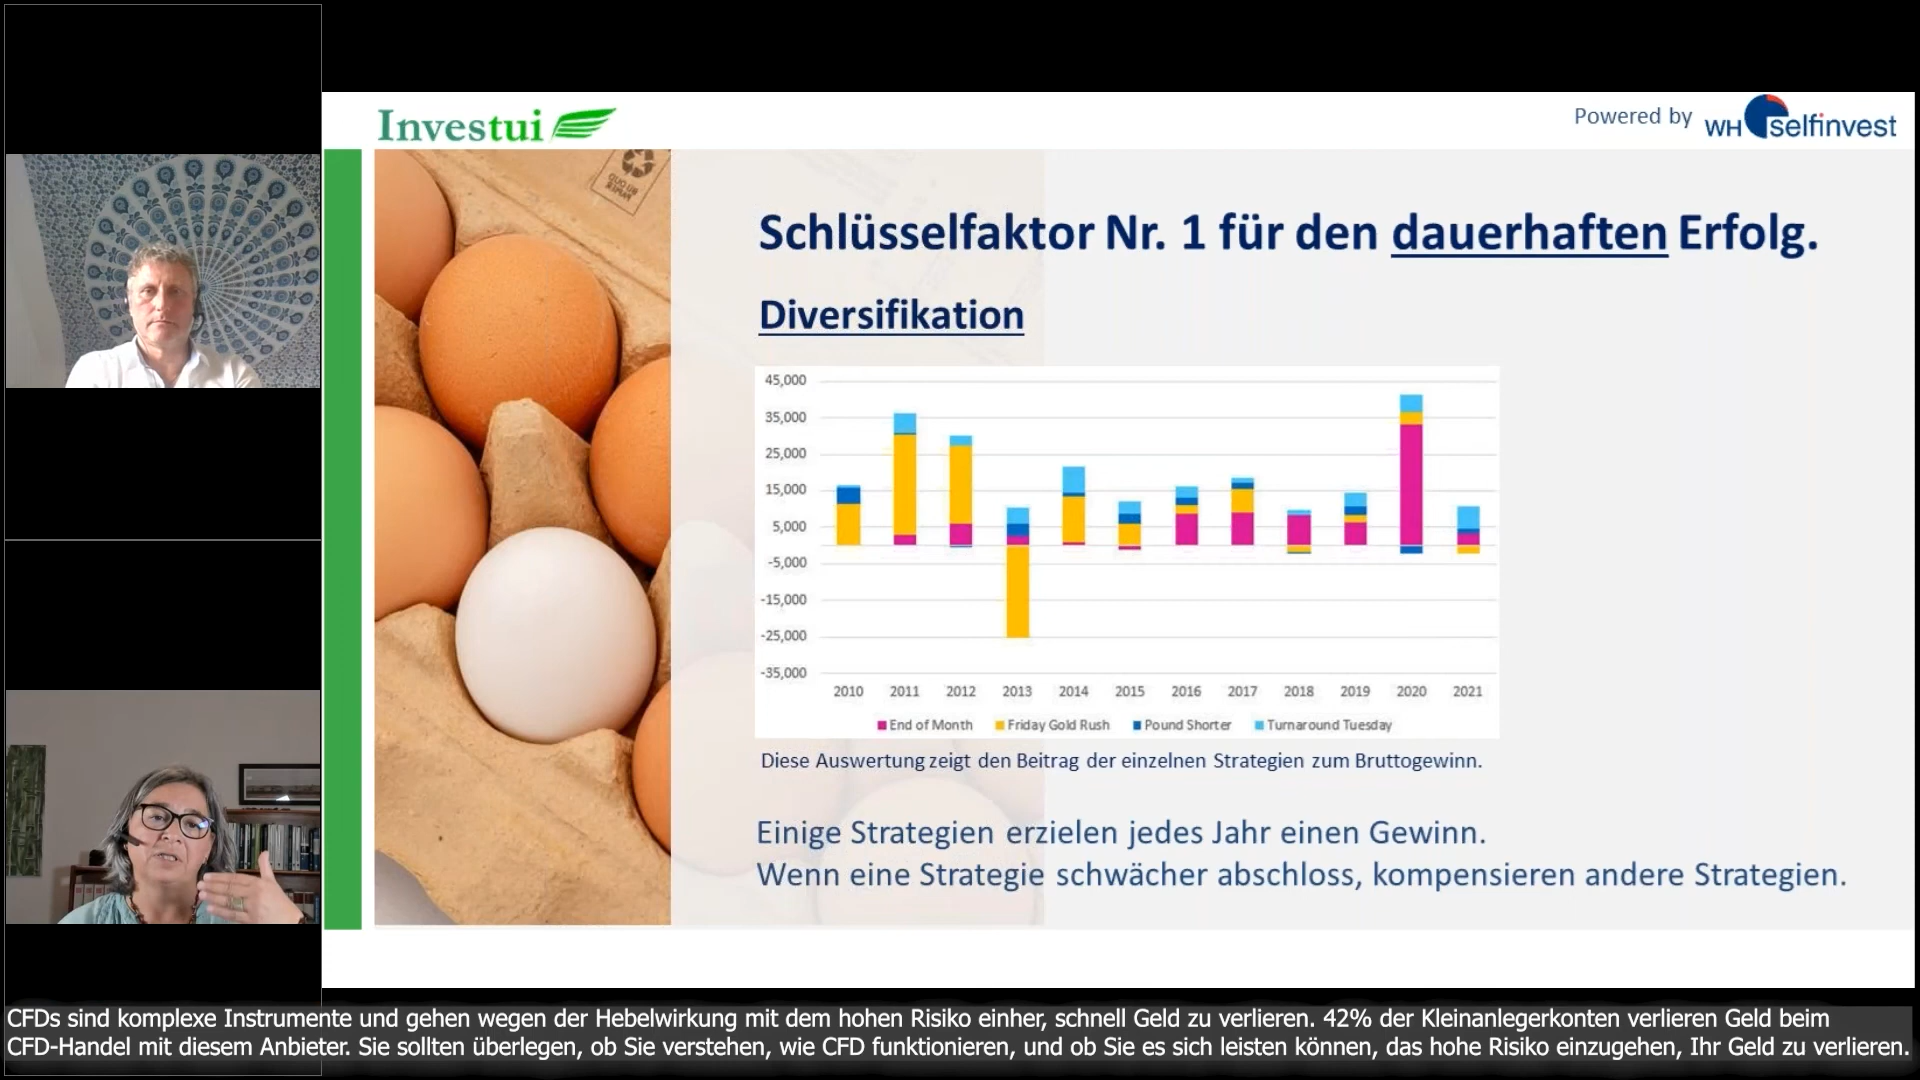 Investui
Powered by WH selfinvest
Schlüsselfaktor Nr. 1 für den dauerhaften Erfolg.
Diversifikation
45,000
35,000
25,000
15,000
5,000
-5,000
-15,000
-25,000
-35,000
2010 2011 2012 2013 2014 2015 2016 2017 2018 2019 2020 2021
End of Month Friday Gold Rush Pound Shorter Turnaround Tuesday
Diese Auswertung zeigt den Beitrag der einzelnen Strategien zum Bruttogewinn.
Einige Strategien erzielen jedes Jahr einen Gewinn.
Wenn eine Strategie schwächer abschloss, kompensieren andere Strategien.
CFDs sind komplexe Instrumente und gehen wegen der Hebelwirkung mit dem hohen Risiko einher, schnell Geld zu verlieren. 42% der Kleinanlegerkonten verlieren Geld beim
CFD-Handel mit diesem Anbieter. Sie sollten überlegen, ob Sie verstehen, wie CFD funktionieren, und ob Sie es sich leisten können, das hohe Risiko einzugehen, Ihr Geld zu verlieren.